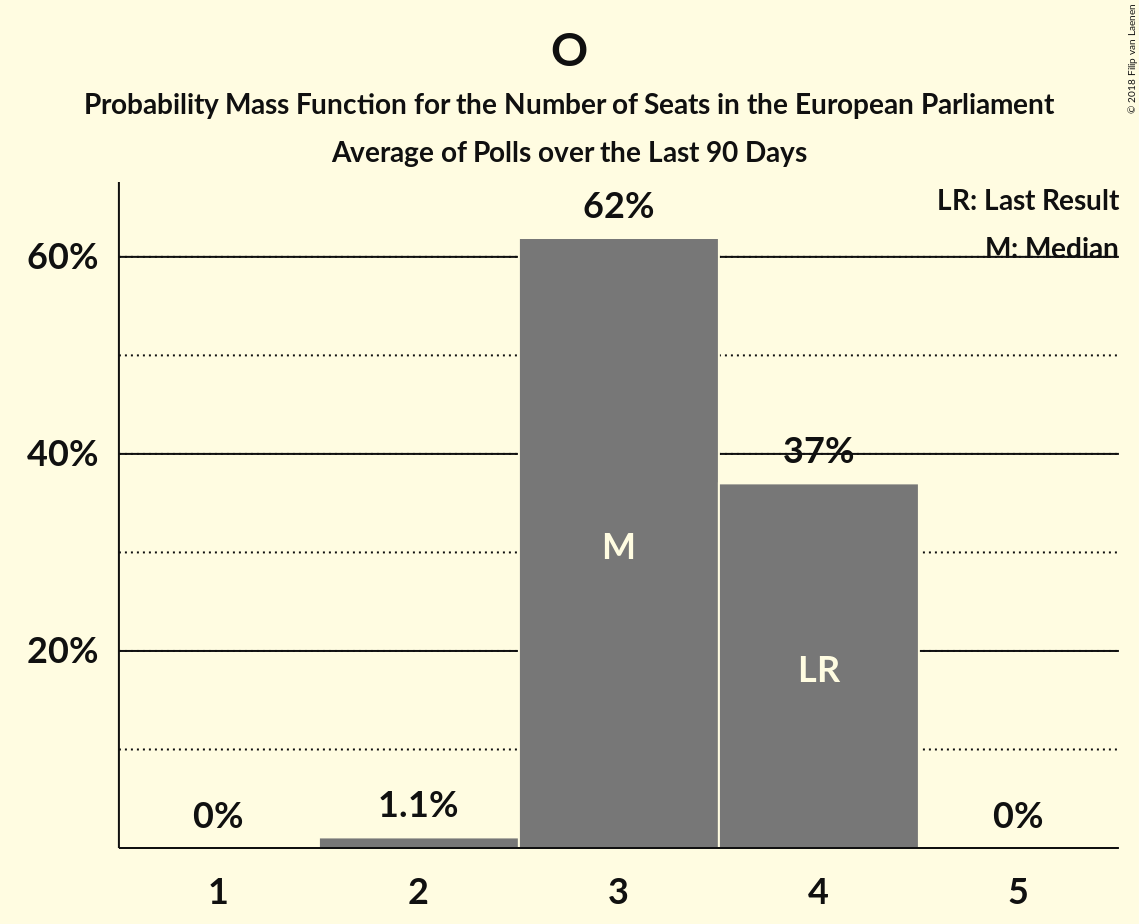 O
Probability Mass Function for the Number of Seats in the European Parliament
Average of Polls over the Last 90 Days
© 2018 Filip van Laenen
LR: Last Result
M: Median
62%
60%
37%
40%
M
LR
20%
0%
1.1%
0%
1
2
3
4
5